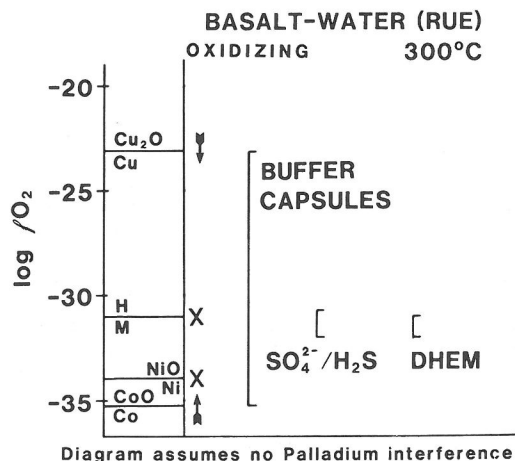 BASALT-WATER (RUE)
OXIDIZING 300°C
-20
Cu₂O
Cu
BUFFER
CAPSULES
-25
log ƒO₂
-30
H
M
SO₄²⁻/H₂S DHEM
NiO
Ni
CoO
-35
Co
X
X
Diagram assumes no Palladium interference